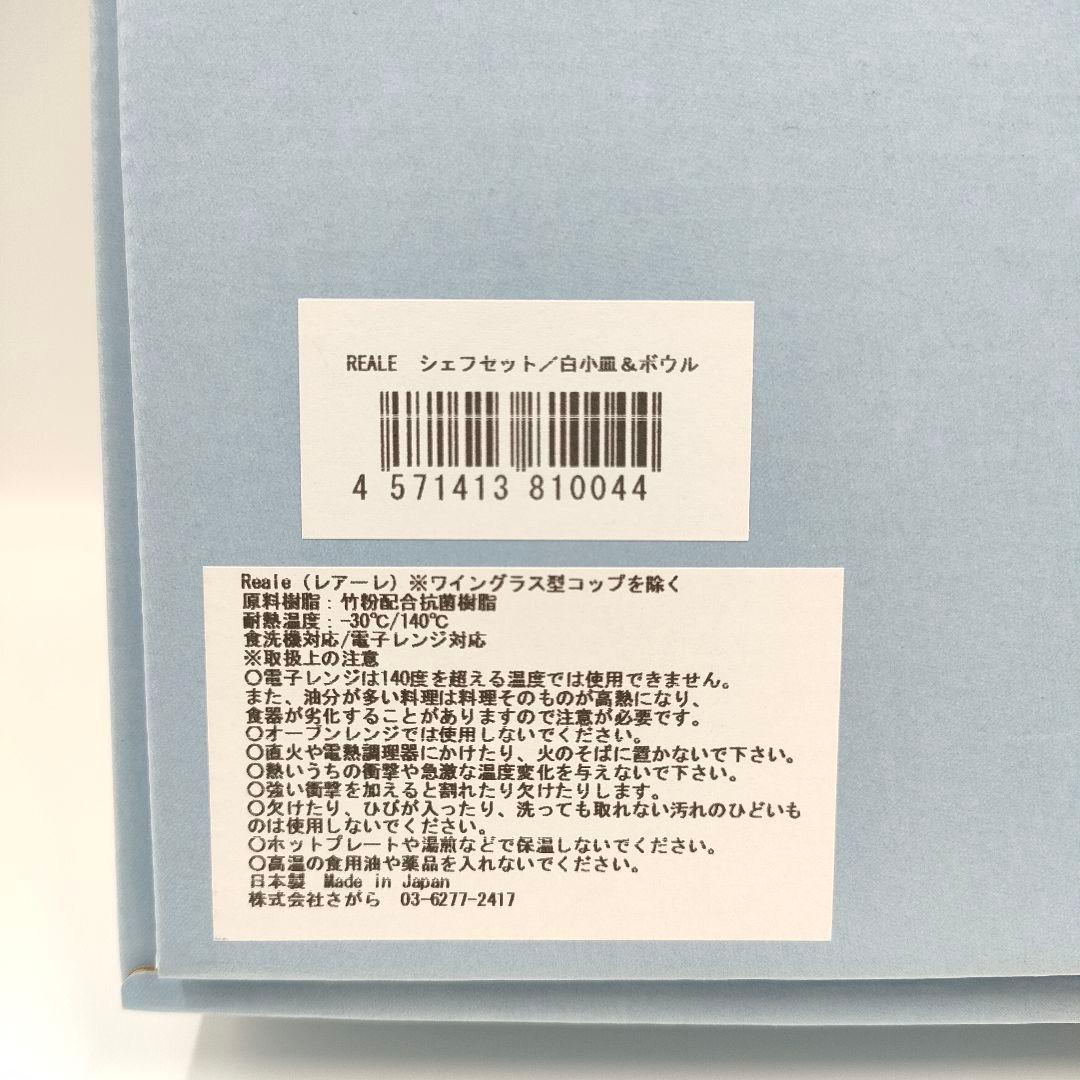 REALE　シェフセット／白小皿＆ボウル
4 571413 810044
Reale (レアーレ) ※ワイングラス型コップを除く
原料樹脂：竹粉配合抗菌樹脂
耐熱温度：-30℃/140℃
食洗機対応/電子レンジ対応
※取扱上の注意
○電子レンジは140度を超える温度では使用できません。
また、油分が多い料理は料理そのものが高熱になり、
食器が劣化することがありますので注意が必要です。
○オーブンレンジでは使用しないでください。
○直火や電熱調理器にかけたり、火のそばに置かないで下さい。
○熱いうちの衝撃や急激な温度変化を与えないで下さい。
○強い衝撃を加えると割れたり欠けたりします。
○欠けたり、ひびが入ったり、洗っても取れない汚れのひどいも
のは使用しないでください。
○ホットプレートや湯煎などで保温しないでください。
○高温の食用油や薬品を入れないでください。
日本製　Made in Japan
株式会社さがら　03-6277-2417